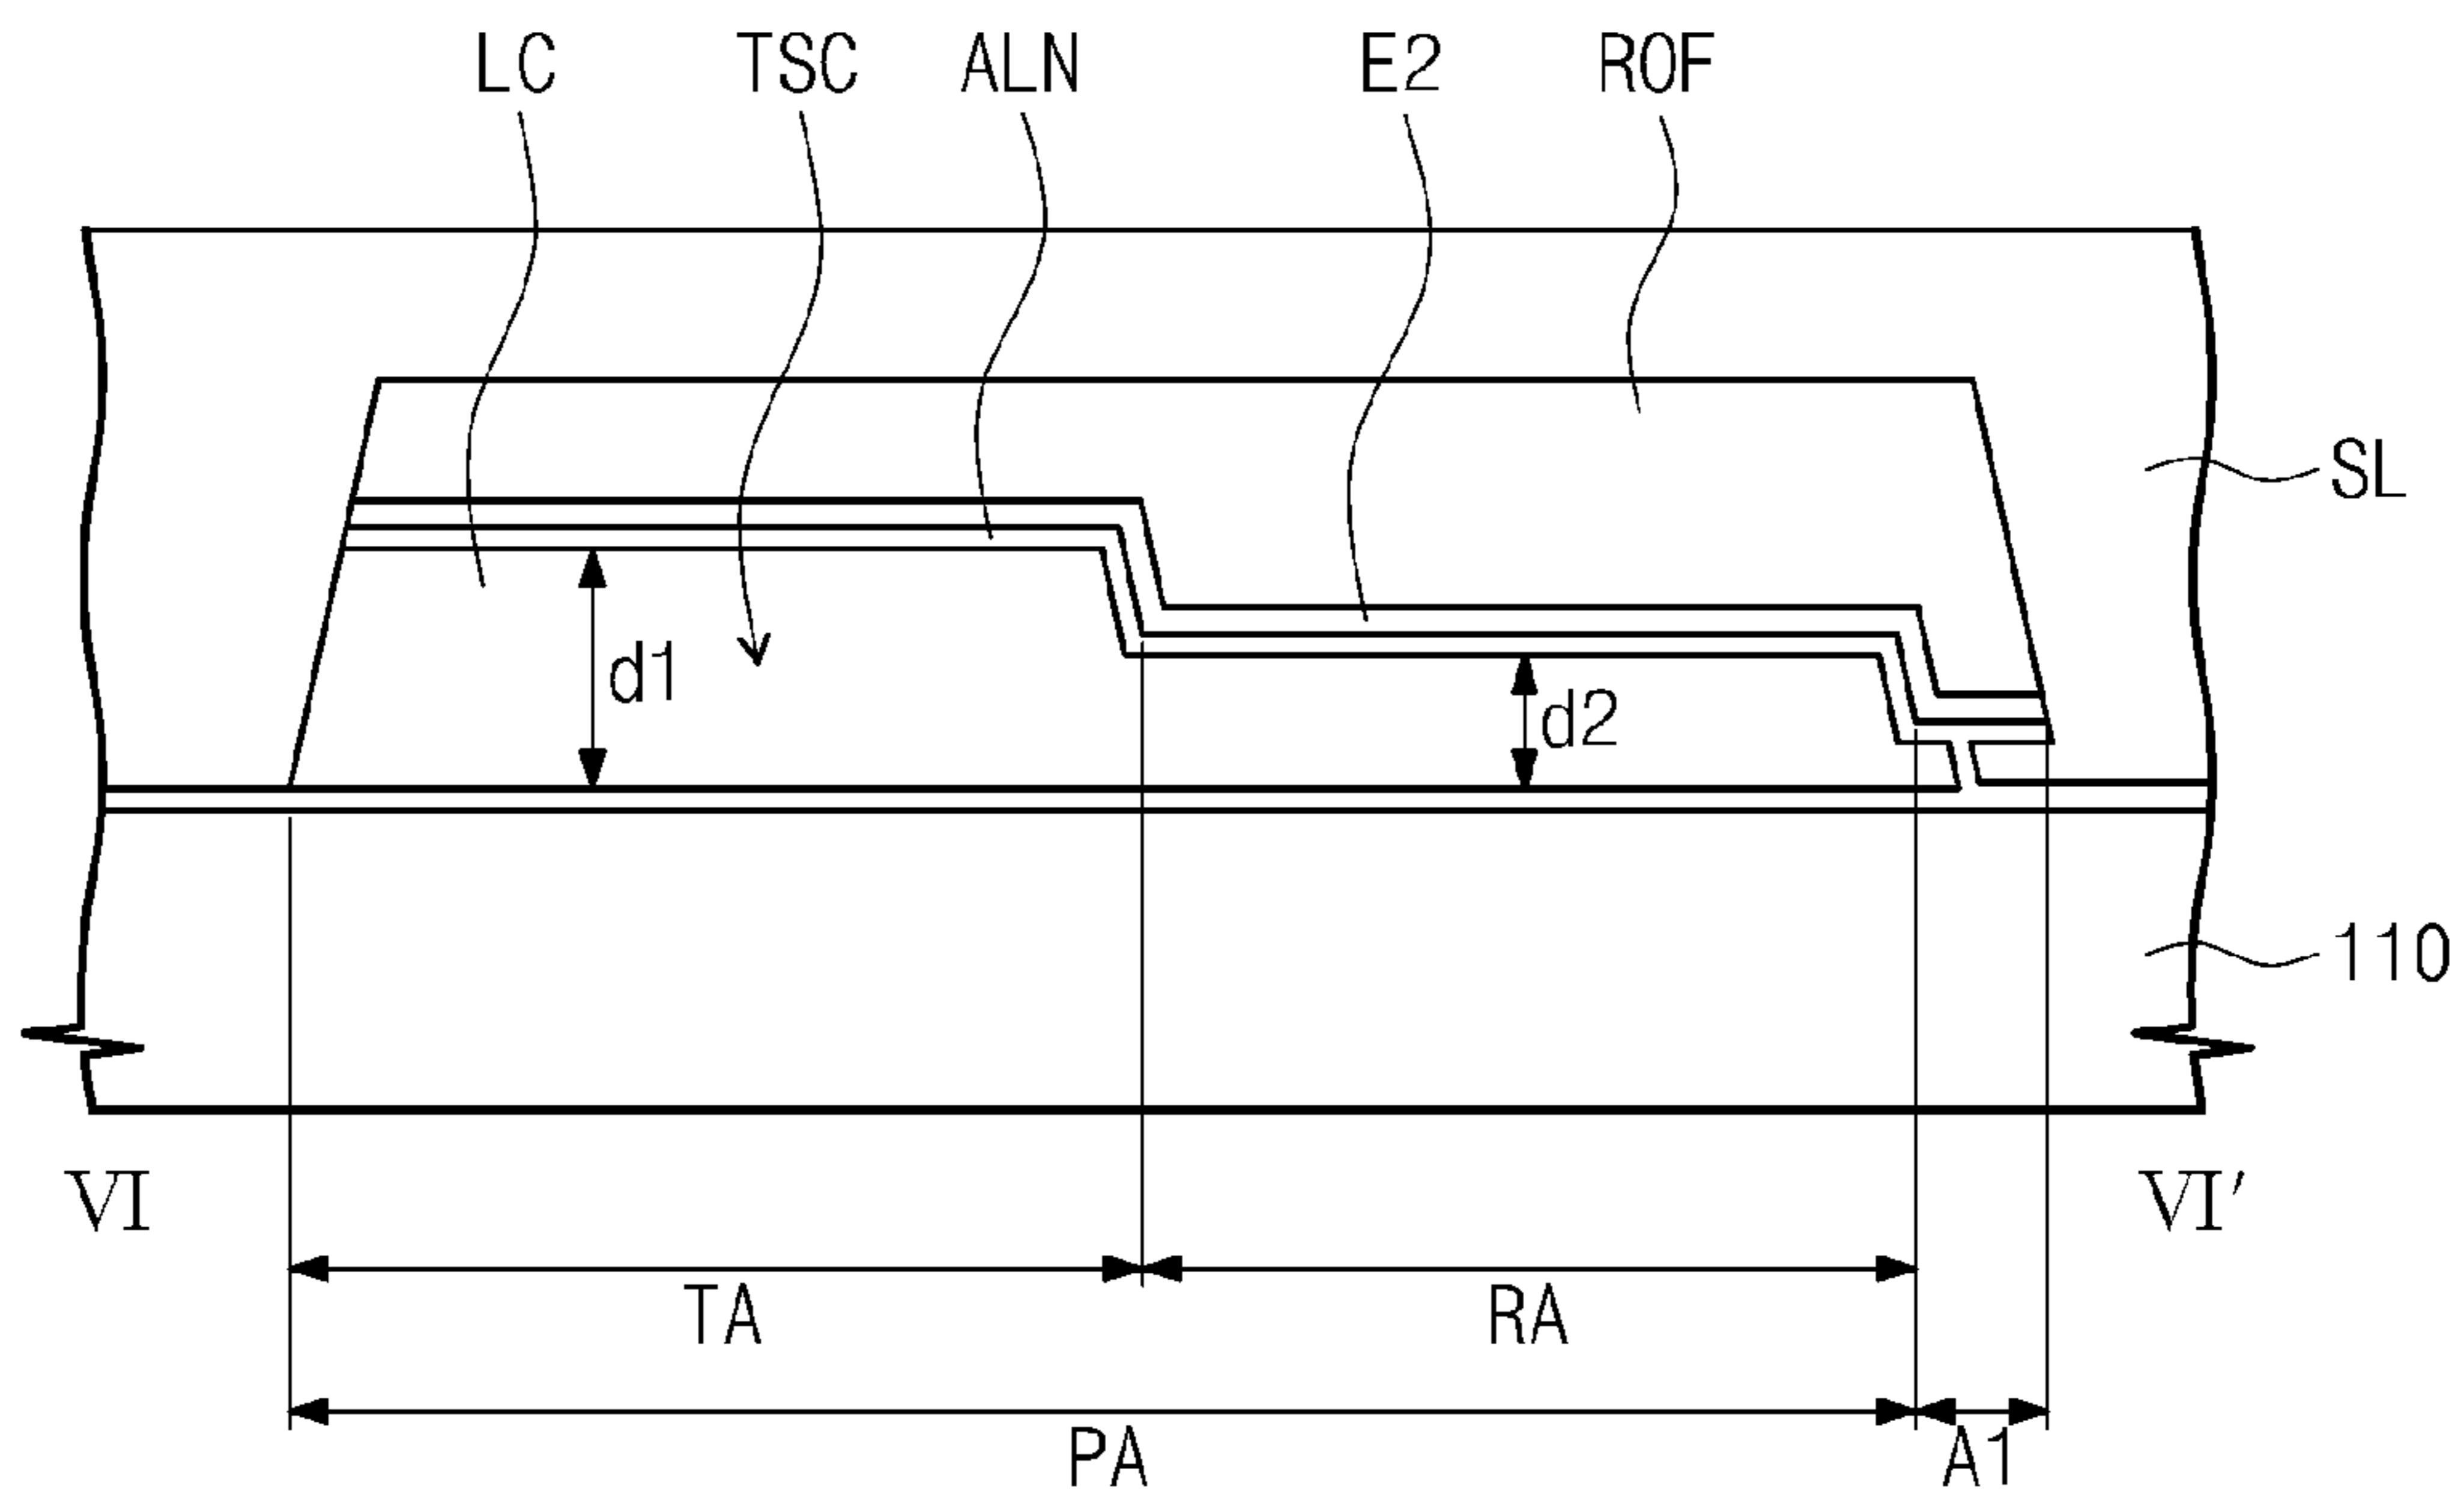 LC TSC ALN E2 ROF
SL
d1
d2
110
VI VI'
TA RA
PA A1